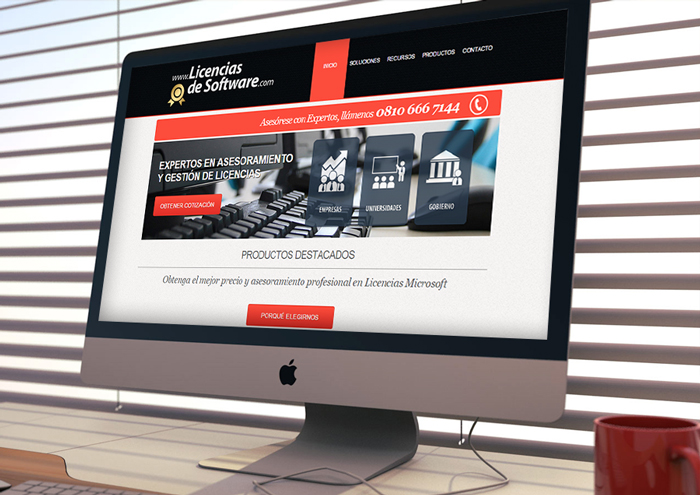 www.Licencias
de Software.com
INICIO
SOLUCIONES
RECURSOS
PRODUCTOS
CONTACTO
Asesórese con Expertos, llámenos 0810 666 7144
EXPERTOS EN ASESORAMIENTO
Y GESTIÓN DE LICENCIAS
OBTENER COTIZACIÓN
EMPRESAS
UNIVERSIDADES
GOBIERNO
PRODUCTOS DESTACADOS
Obtenga el mejor precio y asesoramiento profesional en Licencias Microsoft
PORQUÉ ELEGIRNOS